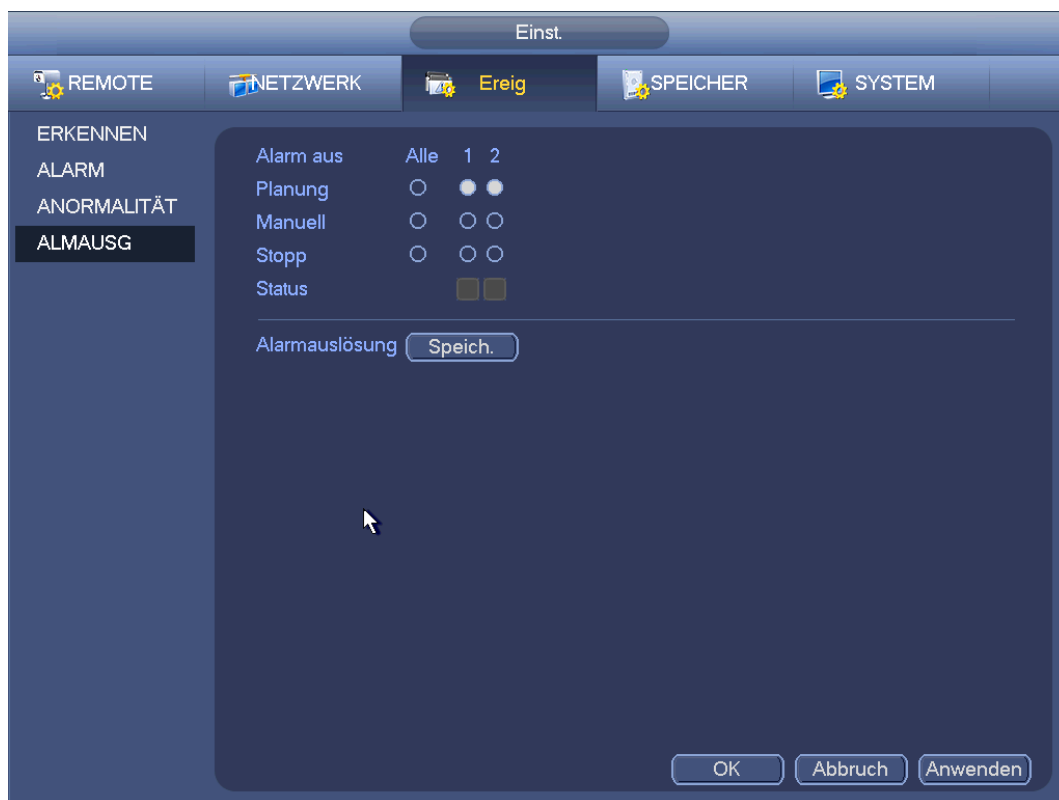 Einst.
REMOTE NETZWERK Ereig SPEICHER SYSTEM
ERKENNEN
ALARM
ANORMALITÄT
ALMAUSG
Alarm aus Alle 1 2
Planung
Manuell
Stopp
Status
Alarmauslösung Speich.
OK Abbruch Anwenden